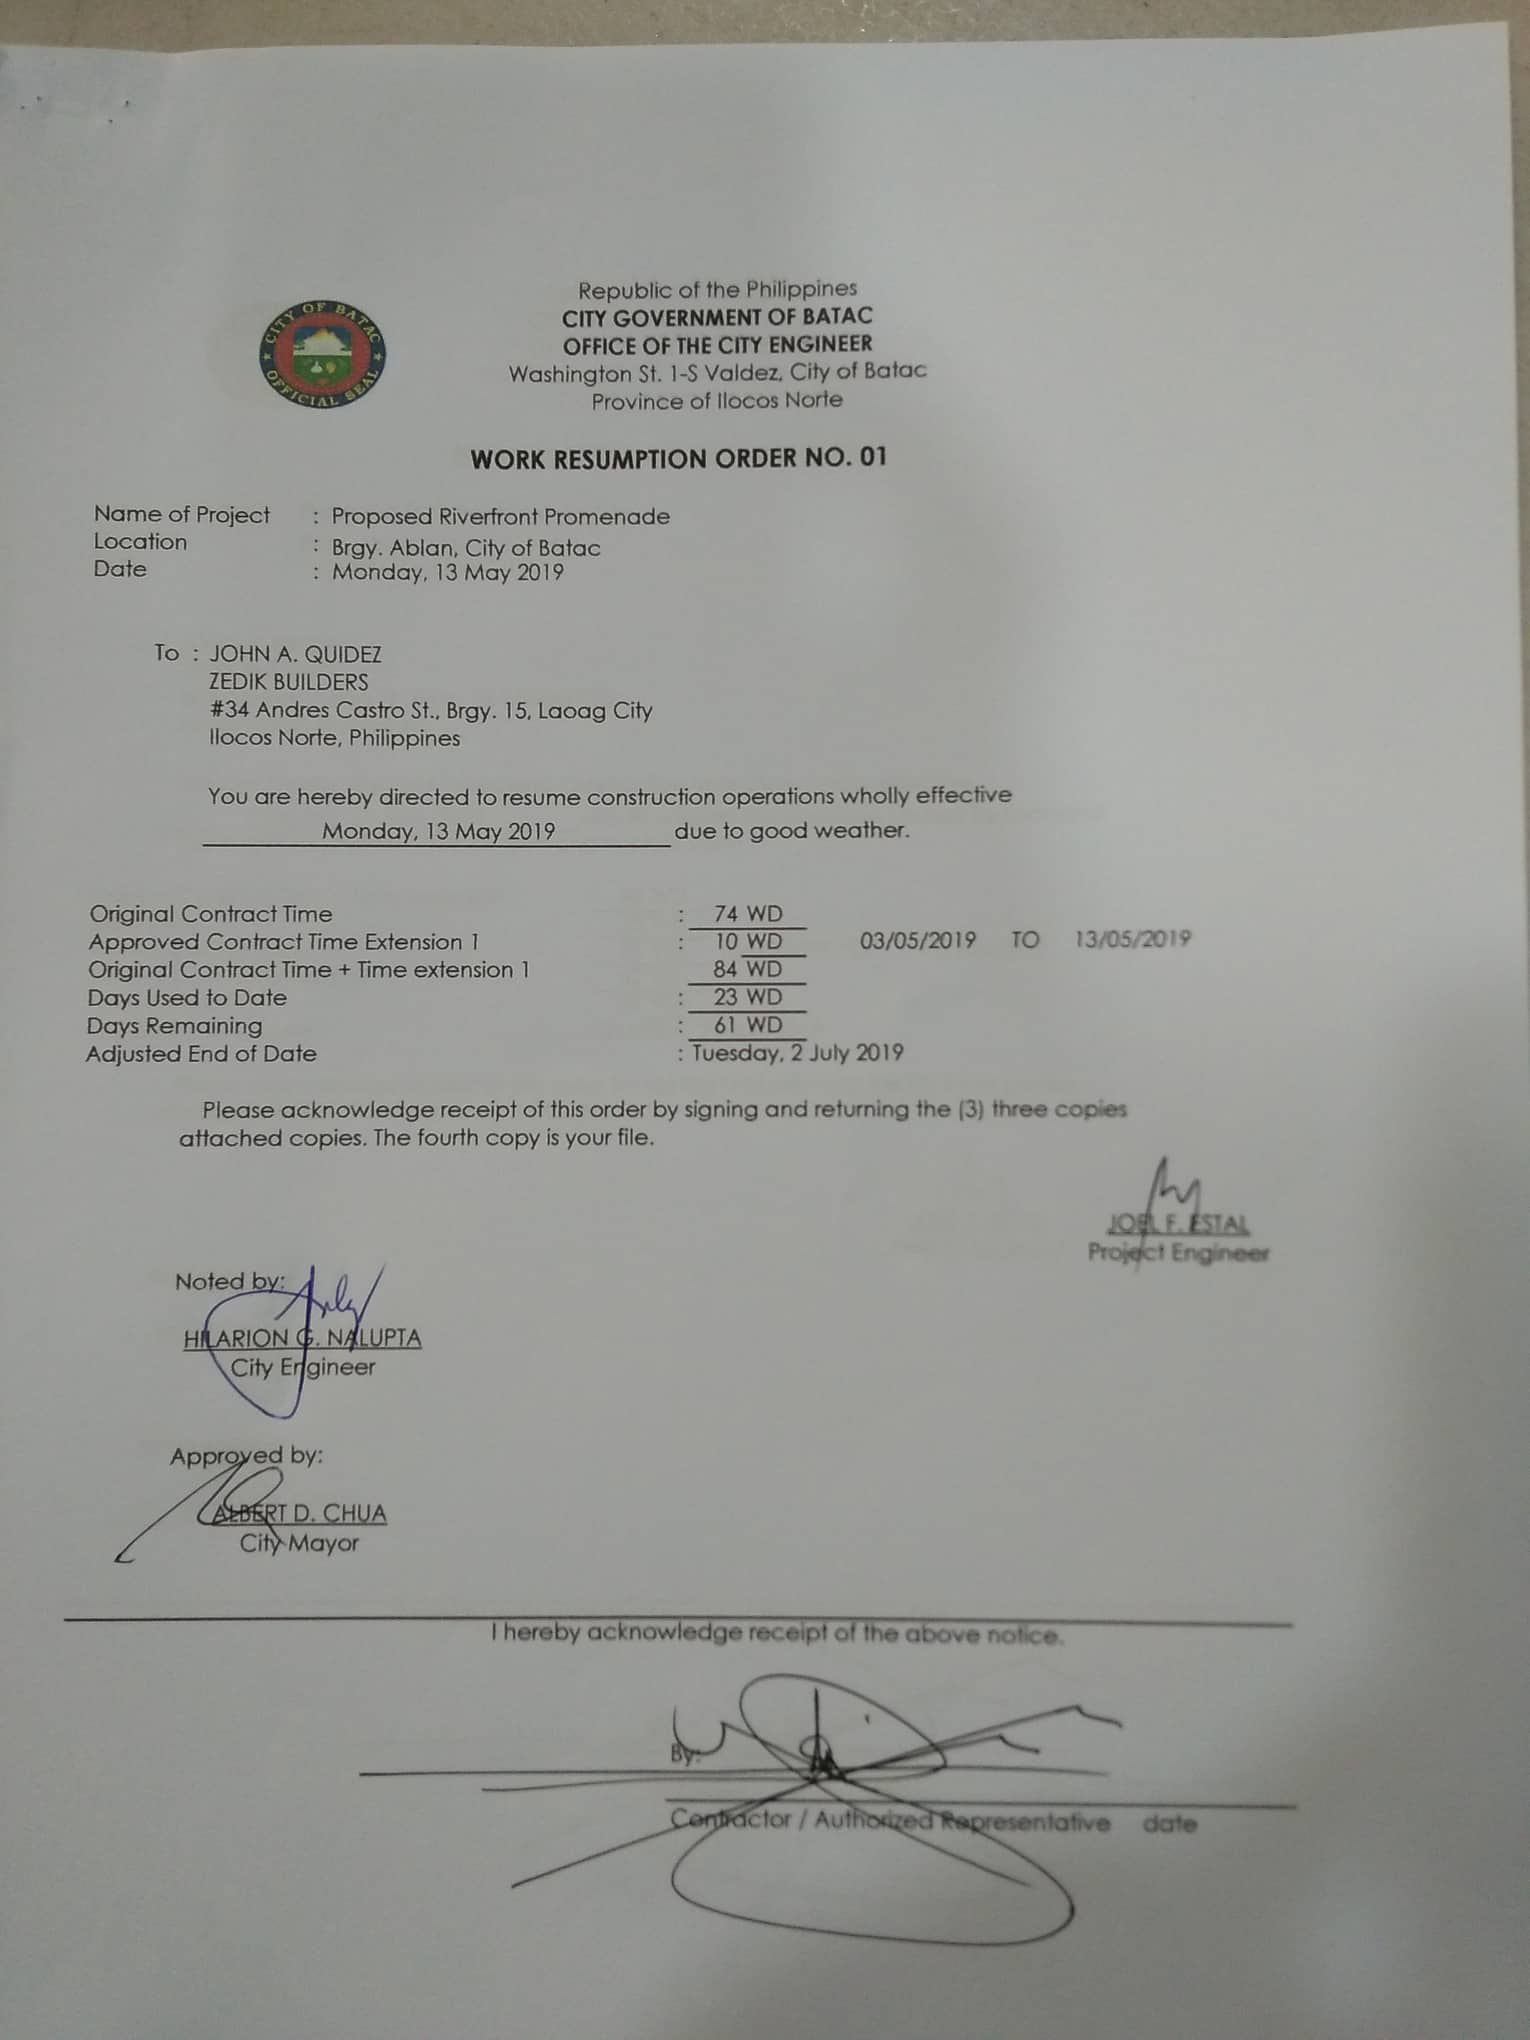 CITY OF BATAC
OFFICIAL SEAL
Republic of the Philippines
CITY GOVERNMENT OF BATAC
OFFICE OF THE CITY ENGINEER
Washington St. 1-S Valdez, City of Batac
Province of Ilocos Norte
WORK RESUMPTION ORDER NO. 01
Name of Project : Proposed Riverfront Promenade
Location : Brgy. Ablan, City of Batac
Date : Monday, 13 May 2019
To : JOHN A. QUIDEZ
ZEDIK BUILDERS
#34 Andres Castro St., Brgy. 15, Laoag City
Ilocos Norte, Philippines
You are hereby directed to resume construction operations wholly effective
Monday, 13 May 2019 due to good weather.
Original Contract Time : 74 WD
Approved Contract Time Extension 1 : 10 WD 03/05/2019 TO 13/05/2019
Original Contract Time + Time extension 1 84 WD
Days Used to Date : 23 WD
Days Remaining : 61 WD
Adjusted End of Date : Tuesday, 2 July 2019
Please acknowledge receipt of this order by signing and returning the (3) three copies
attached copies. The fourth copy is your file.
JOEL F. ESTAL
Project Engineer
Noted by:
HILARION G. NALUPTA
City Engineer
Approved by:
ALBERT D. CHUA
City Mayor
I hereby acknowledge receipt of the above notice.
By:
Contractor / Authorized Representative date